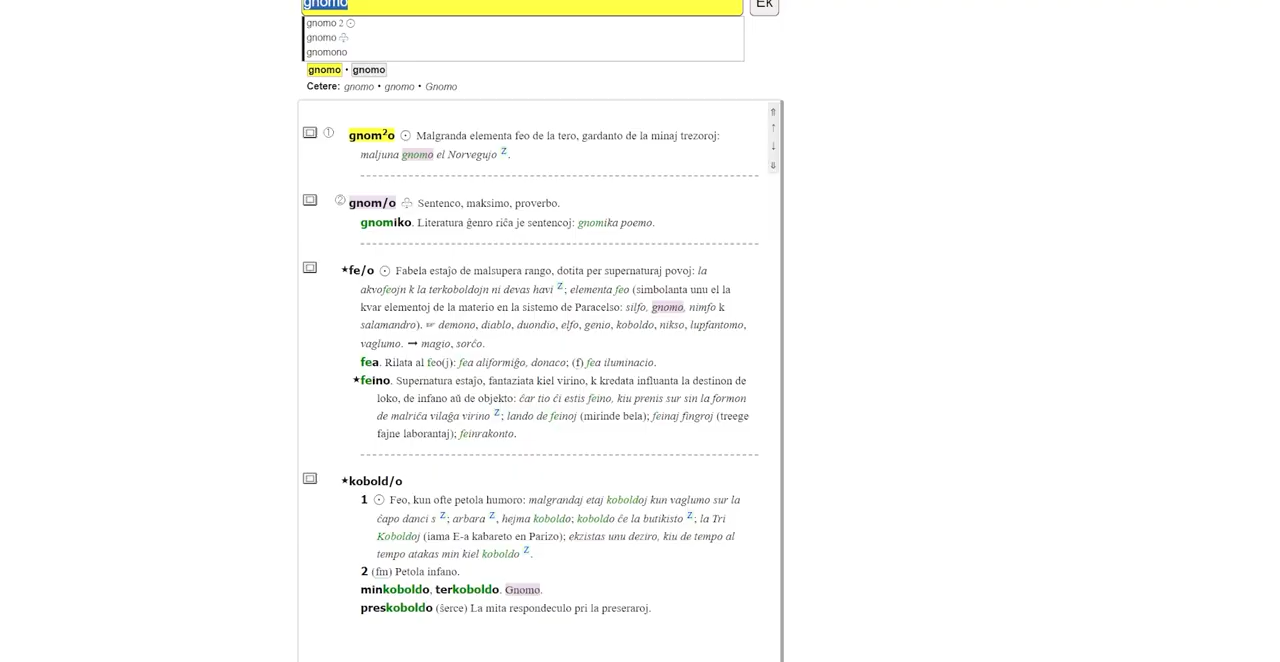 gnomo
Ek
gnomo 2
gnomo
gnomono
gnomo • gnomo
Cetere: gnomo • gnomo • Gnomo
① gnom²o Malgranda elementa feo de la tero, gardanto de la minaj trezoroj:
maljuna gnomo el Norvegujo Z.
② gnom/o Sentenco, maksimo, proverbo.
gnomiko. Literatura ĝenro riĉa je sentencoj: gnomika poemo.
★fe/o Fabela estaĵo de malsupera rango, dotita per supernaturaj povoj: la
akvofeojn k la terkoboldojn ni devas havi Z; elementa feo (simbolanta unu el la
kvar elementoj de la materio en la sistemo de Paracelso: silfo, gnomo, nimfo k
salamandro). ☞ demono, diablo, duondio, elfo, genio, koboldo, nikso, lupfantomo,
vaglumo. ➞ magio, sorĉo.
fea. Rilata al feo(j): fea aliformiĝo, donaco; (f) fea iluminacio.
★feino. Supernatura estaĵo, fantaziata kiel virino, k kredata influanta la destinon de
loko, de infano aŭ de objekto: ĉar tio ĉi estis feino, kiu prenis sur sin la formon
de malriĉa vilaĝa virino Z; lando de feinoj (mirinde bela); feinaj fingroj (treege
fajne laborantaj); feinrakonto.
★kobold/o
1 Feo, kun ofte petola humoro: malgrandaj etaj koboldoj kun vaglumo sur la
ĉapo danci s Z; arbara Z, hejma koboldo; koboldo ĉe la butikisto Z; la Tri
Koboldoj (iama E-a kabareto en Parizo); ekzistas unu deziro, kiu de tempo al
tempo atakas min kiel koboldo Z.
2 (fm) Petola infano.
minkoboldo, terkoboldo. Gnomo.
preskoboldo (ŝerce) La mita respondeculo pri la preseraroj.